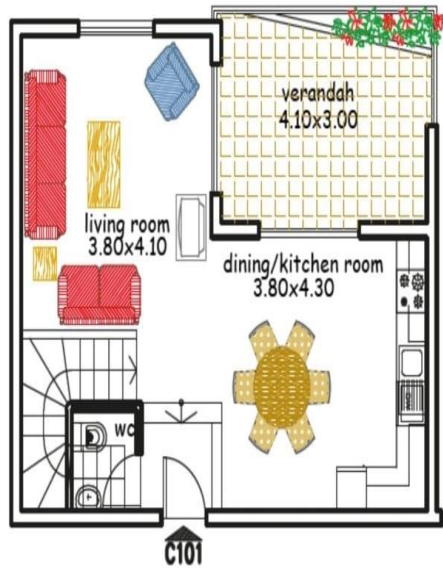 verandah
4.10x3.00
living room
3.80x4.10
dining/kitchen room
3.80x4.30
wc
C101